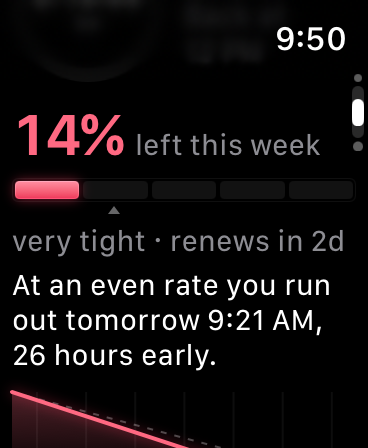 9:50
14% left this week
very tight · renews in 2d
At an even rate you run
out tomorrow 9:21 AM,
26 hours early.